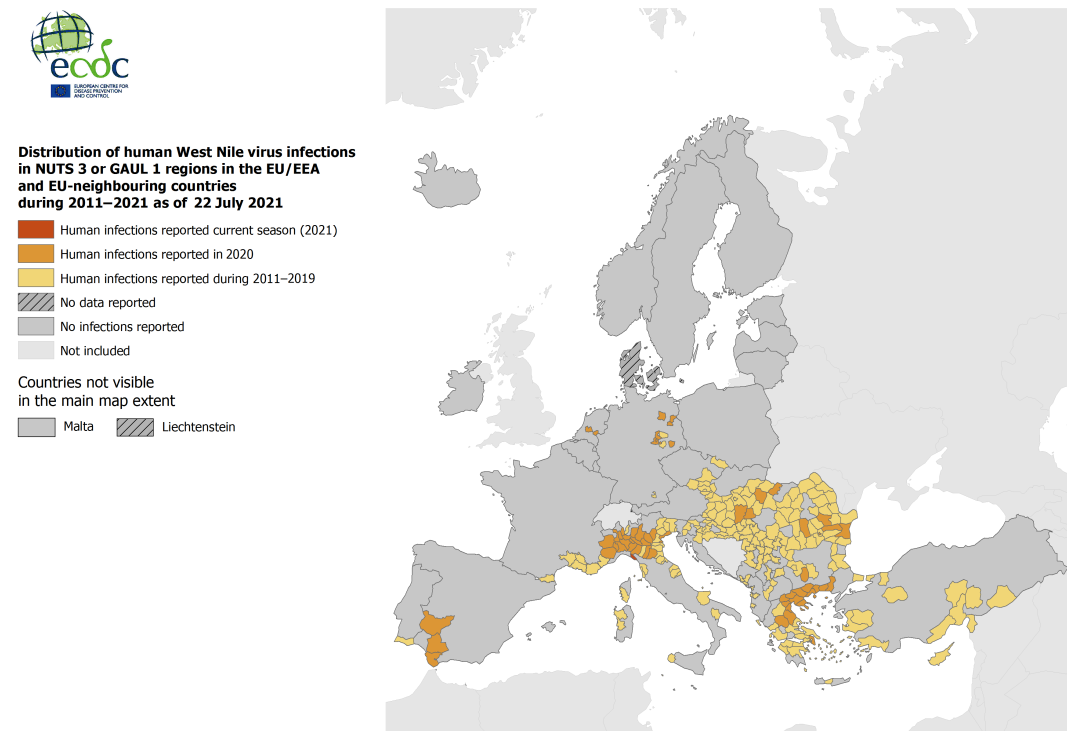 ecdc
EUROPEAN CENTRE FOR
DISEASE PREVENTION
AND CONTROL
Distribution of human West Nile virus infections
in NUTS 3 or GAUL 1 regions in the EU/EEA
and EU-neighbouring countries
during 2011–2021 as of 22 July 2021
Human infections reported current season (2021)
Human infections reported in 2020
Human infections reported during 2011–2019
No data reported
No infections reported
Not included
Countries not visible
in the main map extent
Malta
Liechtenstein